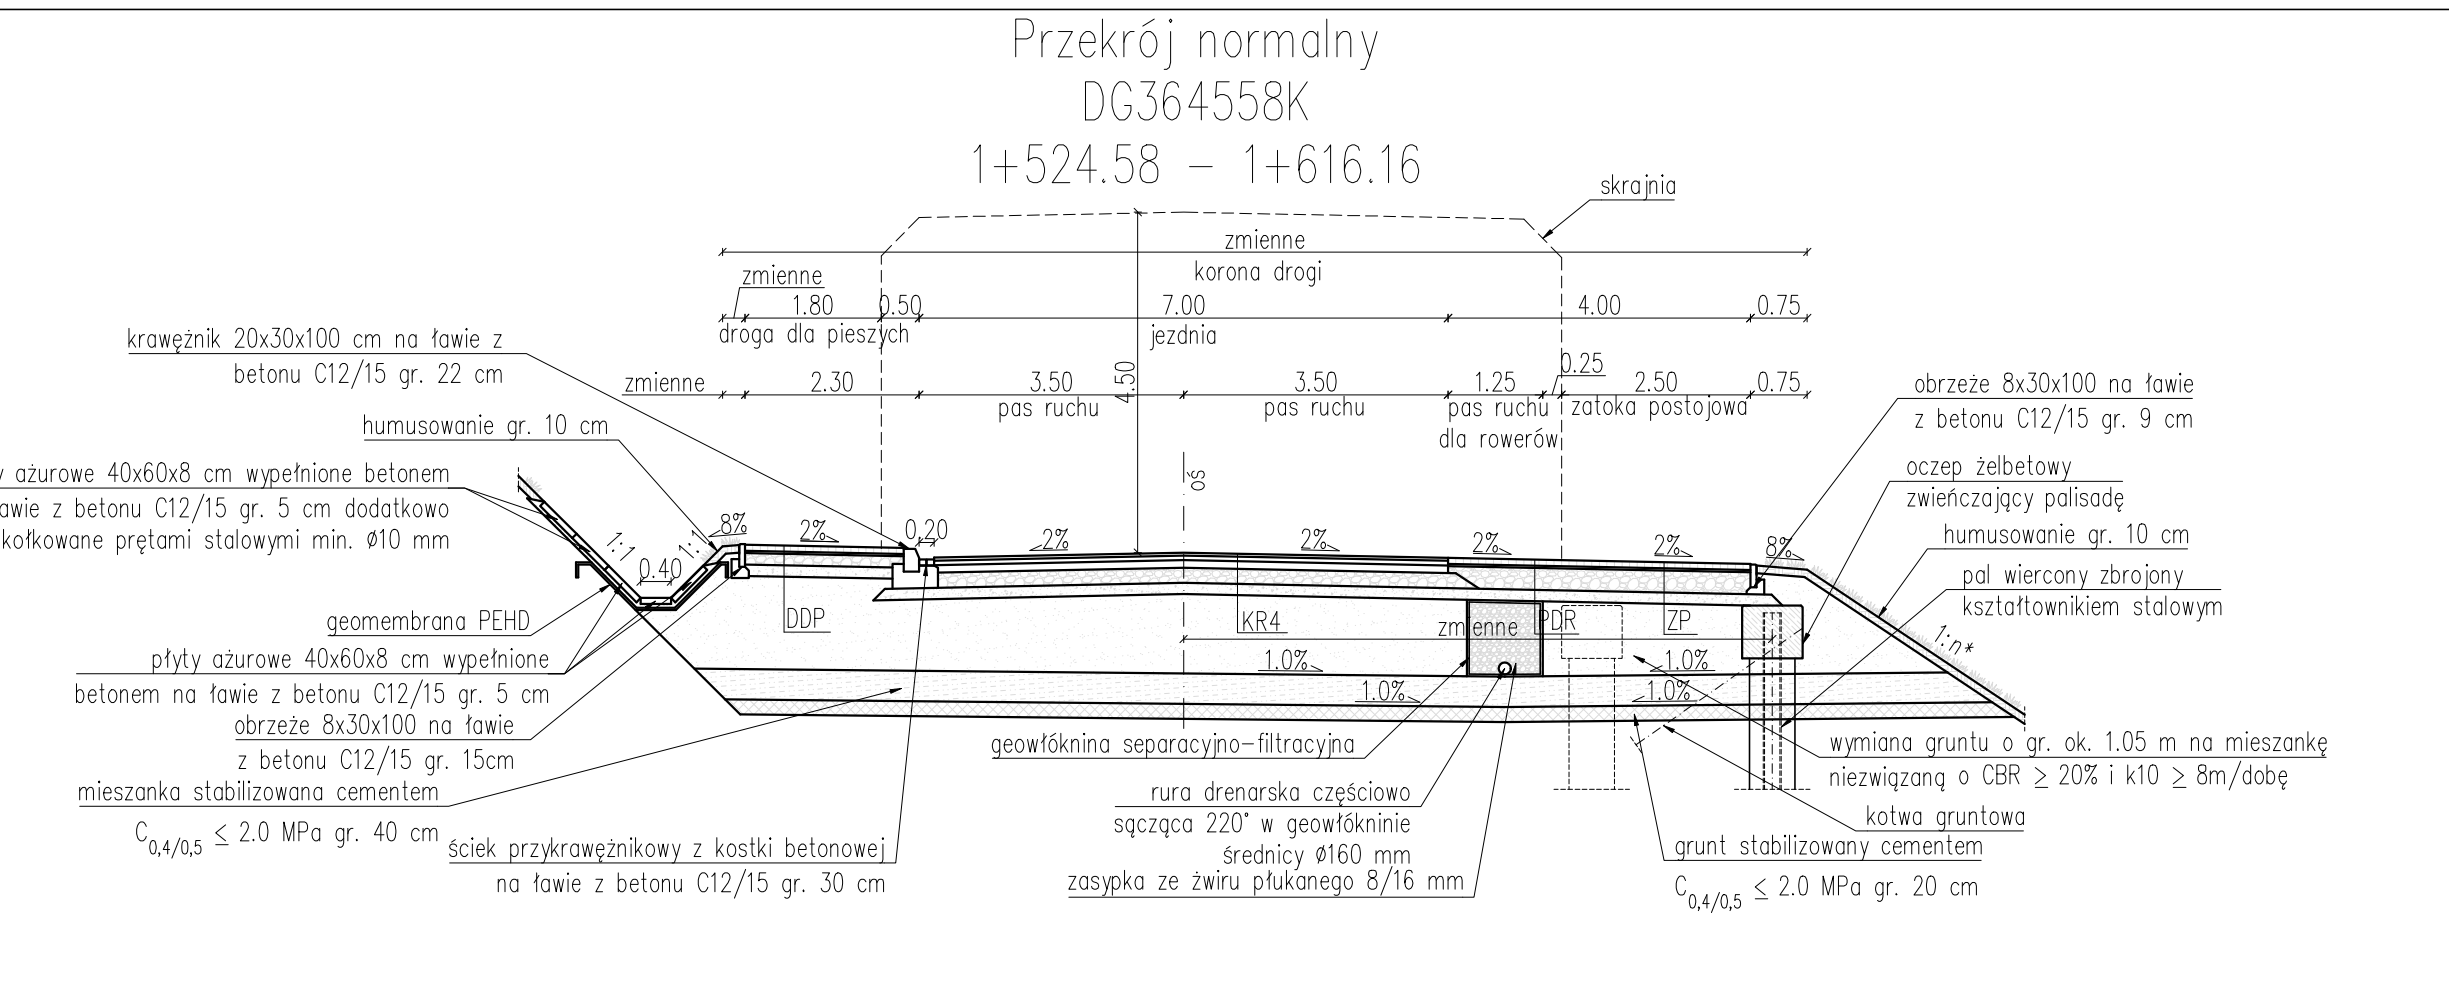 Przekrój normalny
DG364558K
1+524.58 – 1+616.16
skrajnia
zmienne
korona drogi
zmienne
1.80
0.50
7.00
4.00
0.75
droga dla pieszych
jezdnia
4.50
zmienne
2.30
3.50
3.50
1.25
0.25
2.50
0.75
pas ruchu
pas ruchu
pas ruchu
dla rowerów
zatoka postojowa
krawężnik 20x30x100 cm na ławie z
betonu C12/15 gr. 22 cm
humusowanie gr. 10 cm
ażurowe 40x60x8 cm wypełnione betonem
z betonu C12/15 gr. 5 cm dodatkowo
kołkowane prętami stalowymi min. Ø10 mm
obrzeże 8x30x100 na ławie
z betonu C12/15 gr. 9 cm
oczep żelbetowy
zwieńczający palisadę
humusowanie gr. 10 cm
pal wiercony zbrojony
kształtownikiem stalowym
oś
1:1
0.40
1:1
8%
2%
0.20
2%
2%
2%
2%
8%
1:n*
DDP
KR4
zmienne
PDR
ZP
1.0%
1.0%
1.0%
1.0%
geomembrana PEHD
płyty ażurowe 40x60x8 cm wypełnione
betonem na ławie z betonu C12/15 gr. 5 cm
obrzeże 8x30x100 na ławie
z betonu C12/15 gr. 15cm
mieszanka stabilizowana cementem
C0,4/0,5 ≤ 2.0 MPa gr. 40 cm
ściek przykrawężnikowy z kostki betonowej
na ławie z betonu C12/15 gr. 30 cm
geowłóknina separacyjno–filtracyjna
rura drenarska częściowo
sącząca 220° w geowłókninie
średnicy Ø160 mm
zasypka ze żwiru płukanego 8/16 mm
wymiana gruntu o gr. ok. 1.05 m na mieszankę
niezwiązaną o CBR ≥ 20% i k10 ≥ 8m/dobę
kotwa gruntowa
grunt stabilizowany cementem
C0,4/0,5 ≤ 2.0 MPa gr. 20 cm